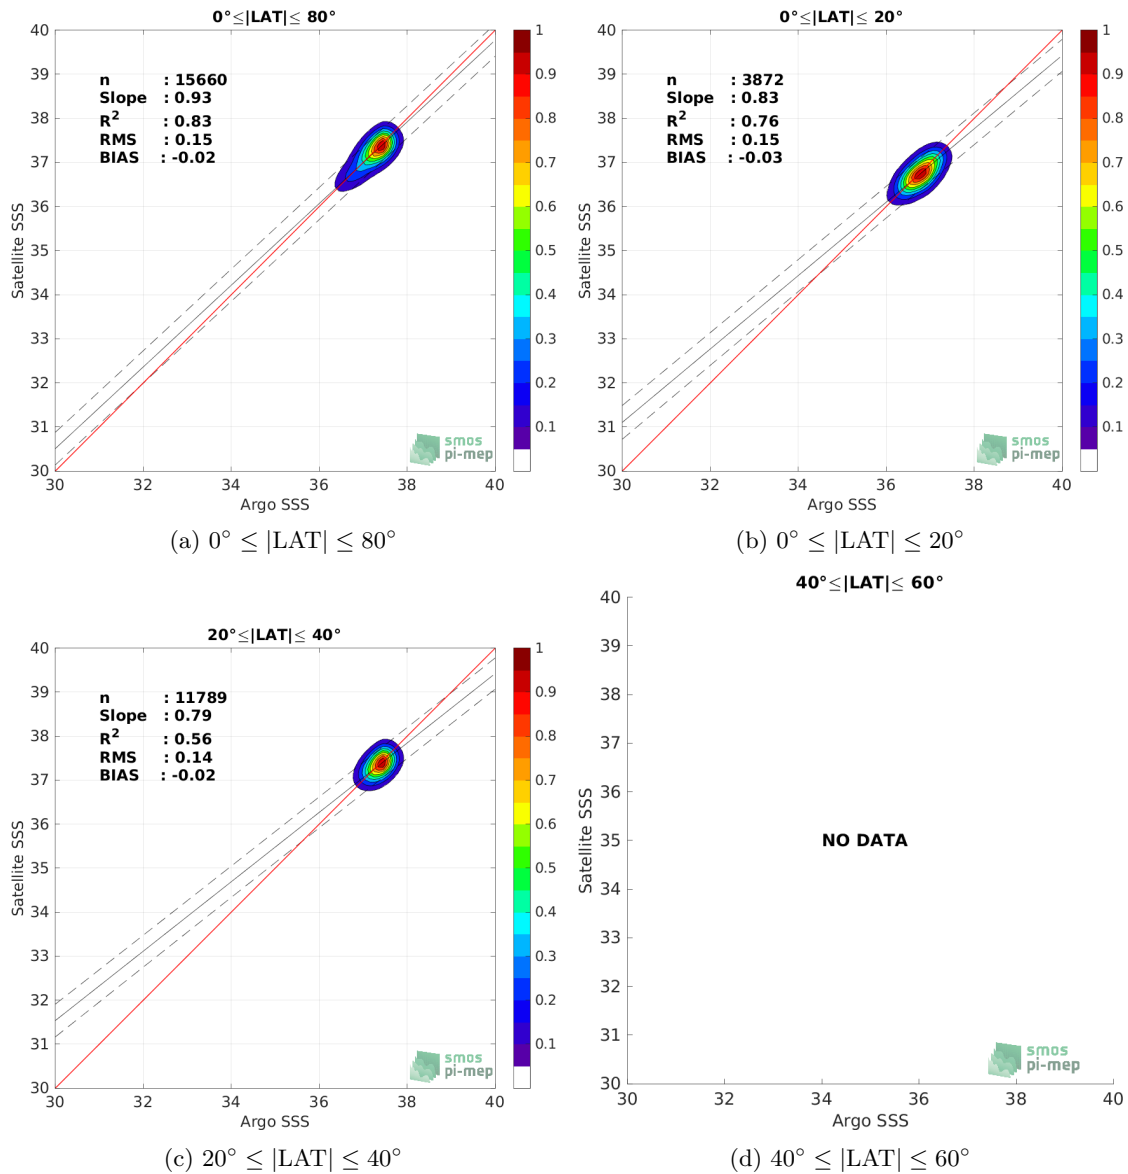 0°≤|LAT|≤ 80°
n : 15660
Slope : 0.93
R² : 0.83
RMS : 0.15
BIAS : -0.02
40
39
38
37
36
35
34
33
32
31
30
30 32 34 36 38 40
Satellite SSS
Argo SSS
1
0.9
0.8
0.7
0.6
0.5
0.4
0.3
0.2
0.1
smos
pi-mep
(a) 0° ≤ |LAT| ≤ 80°
0°≤|LAT|≤ 20°
n : 3872
Slope : 0.83
R² : 0.76
RMS : 0.15
BIAS : -0.03
40
39
38
37
36
35
34
33
32
31
30
30 32 34 36 38 40
Satellite SSS
Argo SSS
1
0.9
0.8
0.7
0.6
0.5
0.4
0.3
0.2
0.1
smos
pi-mep
(b) 0° ≤ |LAT| ≤ 20°
20°≤|LAT|≤ 40°
n : 11789
Slope : 0.79
R² : 0.56
RMS : 0.14
BIAS : -0.02
40
39
38
37
36
35
34
33
32
31
30
30 32 34 36 38 40
Satellite SSS
Argo SSS
1
0.9
0.8
0.7
0.6
0.5
0.4
0.3
0.2
0.1
smos
pi-mep
(c) 20° ≤ |LAT| ≤ 40°
40°≤|LAT|≤ 60°
40
39
38
37
36
35
34
33
32
31
30
30 32 34 36 38 40
Satellite SSS
Argo SSS
NO DATA
smos
pi-mep
(d) 40° ≤ |LAT| ≤ 60°